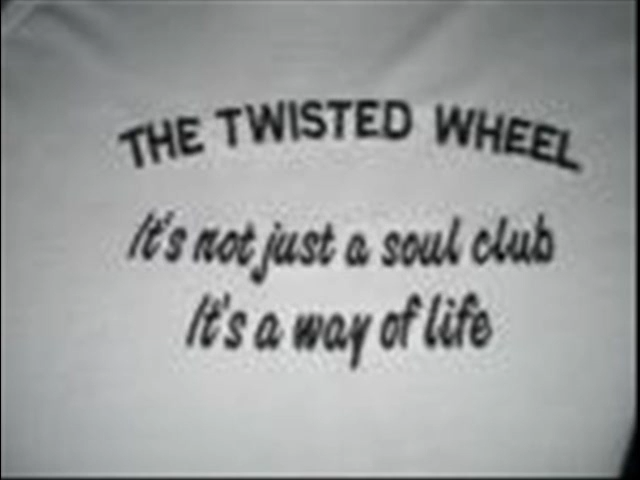 THE TWISTED WHEEL
It's not just a soul club
It's a way of life